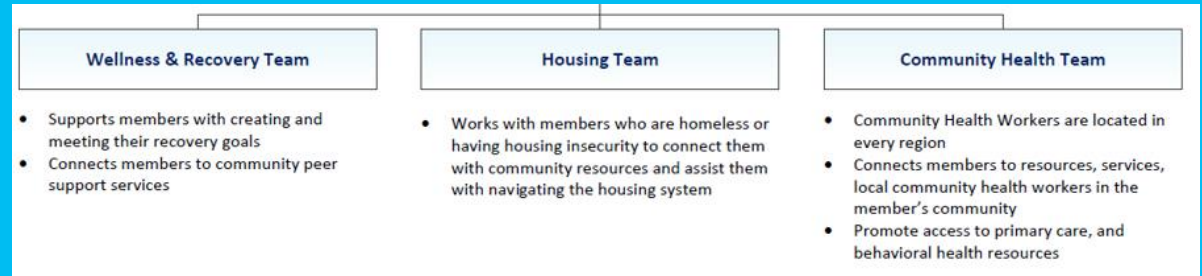 Wellness & Recovery Team
• Supports members with creating and
meeting their recovery goals
• Connects members to community peer
support services
Housing Team
• Works with members who are homeless or
having housing insecurity to connect them
with community resources and assist them
with navigating the housing system
Community Health Team
• Community Health Workers are located in
every region
• Connects members to resources, services,
local community health workers in the
member's community
• Promote access to primary care, and
behavioral health resources